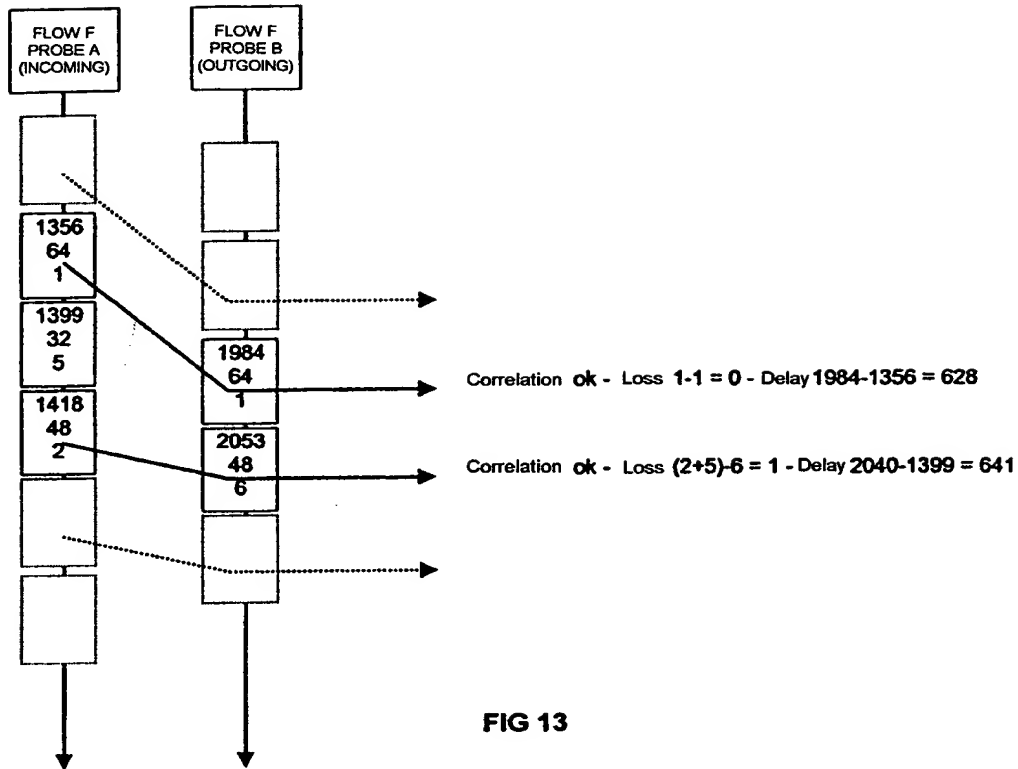 FLOW F
PROBE A
(INCOMING)
FLOW F
PROBE B
(OUTGOING)
1356
64
1
1399
32
5
1418
48
2
1984
64
1
2053
48
6
Correlation ok - Loss 1-1 = 0 - Delay 1984-1356 = 628
Correlation ok - Loss (2+5)-6 = 1 - Delay 2040-1399 = 641
FIG 13